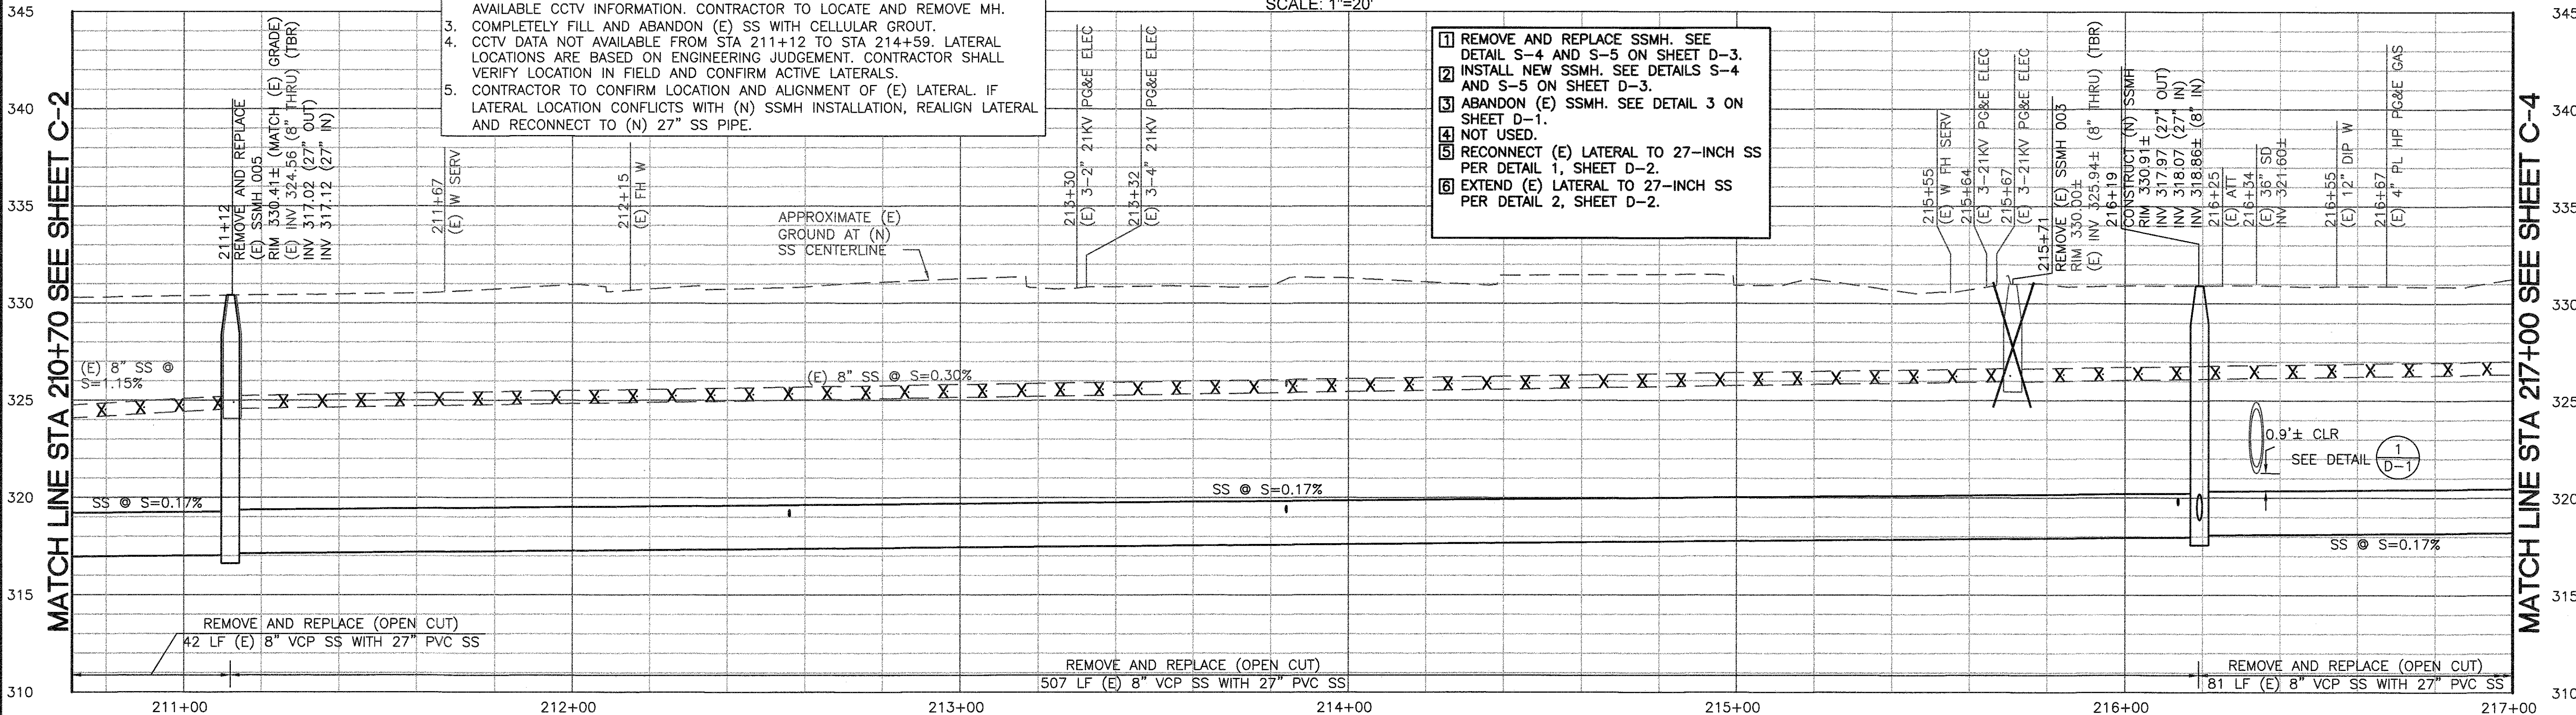 AVAILABLE CCTV INFORMATION. CONTRACTOR TO LOCATE AND REMOVE MH.
3. COMPLETELY FILL AND ABANDON (E) SS WITH CELLULAR GROUT.
4. CCTV DATA NOT AVAILABLE FROM STA 211+12 TO STA 214+59. LATERAL
LOCATIONS ARE BASED ON ENGINEERING JUDGEMENT. CONTRACTOR SHALL
VERIFY LOCATION IN FIELD AND CONFIRM ACTIVE LATERALS.
5. CONTRACTOR TO CONFIRM LOCATION AND ALIGNMENT OF (E) LATERAL. IF
LATERAL LOCATION CONFLICTS WITH (N) SSMH INSTALLATION, REALIGN LATERAL
AND RECONNECT TO (N) 27" SS PIPE.
SCALE: 1"=20'
1 REMOVE AND REPLACE SSMH. SEE
DETAIL S-4 AND S-5 ON SHEET D-3.
2 INSTALL NEW SSMH. SEE DETAILS S-4
AND S-5 ON SHEET D-3.
3 ABANDON (E) SSMH. SEE DETAIL 3 ON
SHEET D-1.
4 NOT USED.
5 RECONNECT (E) LATERAL TO 27-INCH SS
PER DETAIL 1, SHEET D-2.
6 EXTEND (E) LATERAL TO 27-INCH SS
PER DETAIL 2, SHEET D-2.
345
340
335
330
325
320
315
310
MATCH LINE STA 210+70 SEE SHEET C-2
211+12
REMOVE AND REPLACE
(E) SSMH 005
RIM 330.41± (MATCH (E) GRADE)
(E) INV 324.56 (8" THRU) (TBR)
INV 317.02 (27" OUT)
INV 317.12 (27" IN)
211+67
(E) W SERV
212+15
(E) FH W
APPROXIMATE (E)
GROUND AT (N)
SS CENTERLINE
213+30
(E) 3-2" 21KV PG&E ELEC
213+32
(E) 3-4" 21KV PG&E ELEC
215+55
(E) W FH SERV
215+64
(E) 3-21KV PG&E ELEC
215+67
(E) 3-21KV PG&E ELEC
215+71
REMOVE (E) SSMH 003
RIM 330.00±
(E) INV 325.94± (8" THRU) (TBR)
216+19
CONSTRUCT (N) SSMH
RIM 330.91±
INV 317.97 (27" OUT)
INV 318.07 (27" IN)
INV 318.86± (8" IN)
216+25
(E) ATT
216+34
(E) 36" SD
INV 321.60±
216+55
(E) 12" DIP W
216+67
(E) 4" PL HP PG&E GAS
(E) 8" SS @
S=1.15%
(E) 8" SS @ S=0.30%
SS @ S=0.17%
SS @ S=0.17%
SS @ S=0.17%
0.9'± CLR
SEE DETAIL 1
D-1
REMOVE AND REPLACE (OPEN CUT)
42 LF (E) 8" VCP SS WITH 27" PVC SS
REMOVE AND REPLACE (OPEN CUT)
507 LF (E) 8" VCP SS WITH 27" PVC SS
REMOVE AND REPLACE (OPEN CUT)
81 LF (E) 8" VCP SS WITH 27" PVC SS
211+00
212+00
213+00
214+00
215+00
216+00
217+00
MATCH LINE STA 217+00 SEE SHEET C-4
345
340
335
330
325
320
315
310